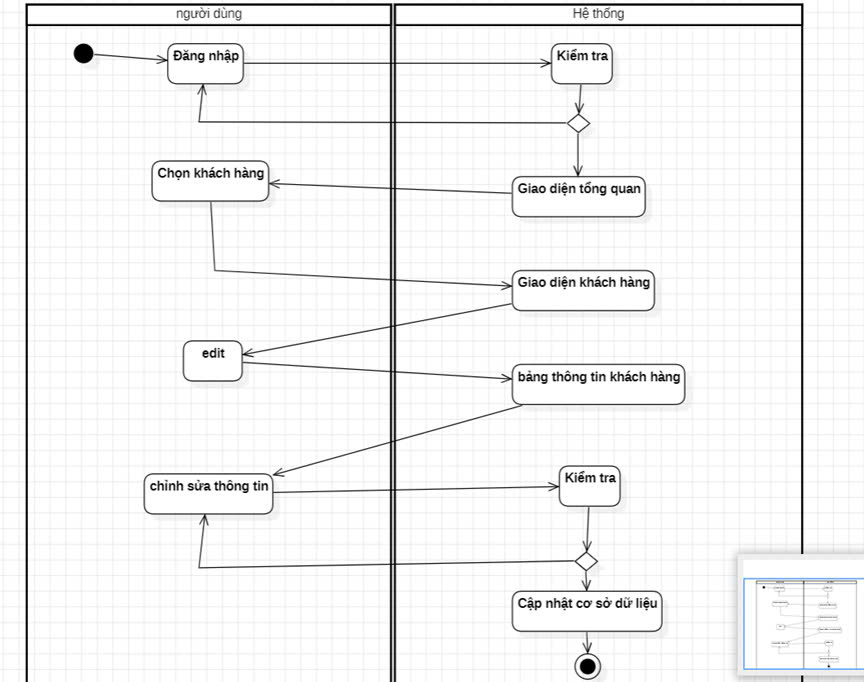 người dùng
Hệ thống
Đăng nhập
Kiểm tra
Chọn khách hàng
Giao diện tổng quan
Giao diện khách hàng
edit
bảng thông tin khách hàng
chỉnh sửa thông tin
Kiểm tra
Cập nhật cơ sở dữ liệu